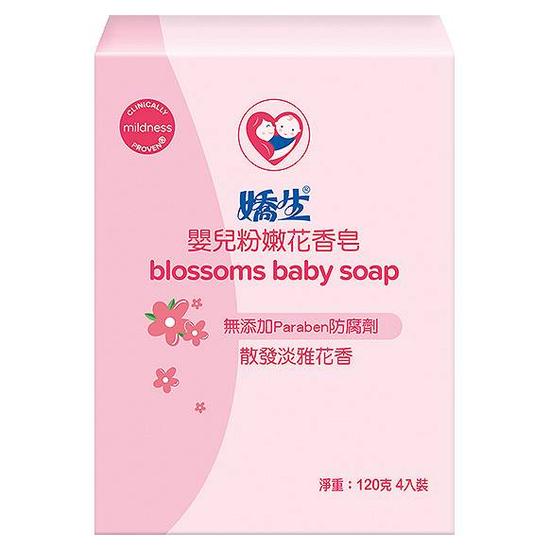 CLINICALLY
mildness
PROVEN®
嬌生®
嬰兒粉嫩花香皂
blossoms baby soap
無添加Paraben防腐劑
散發淡雅花香
淨重：120克 4入裝